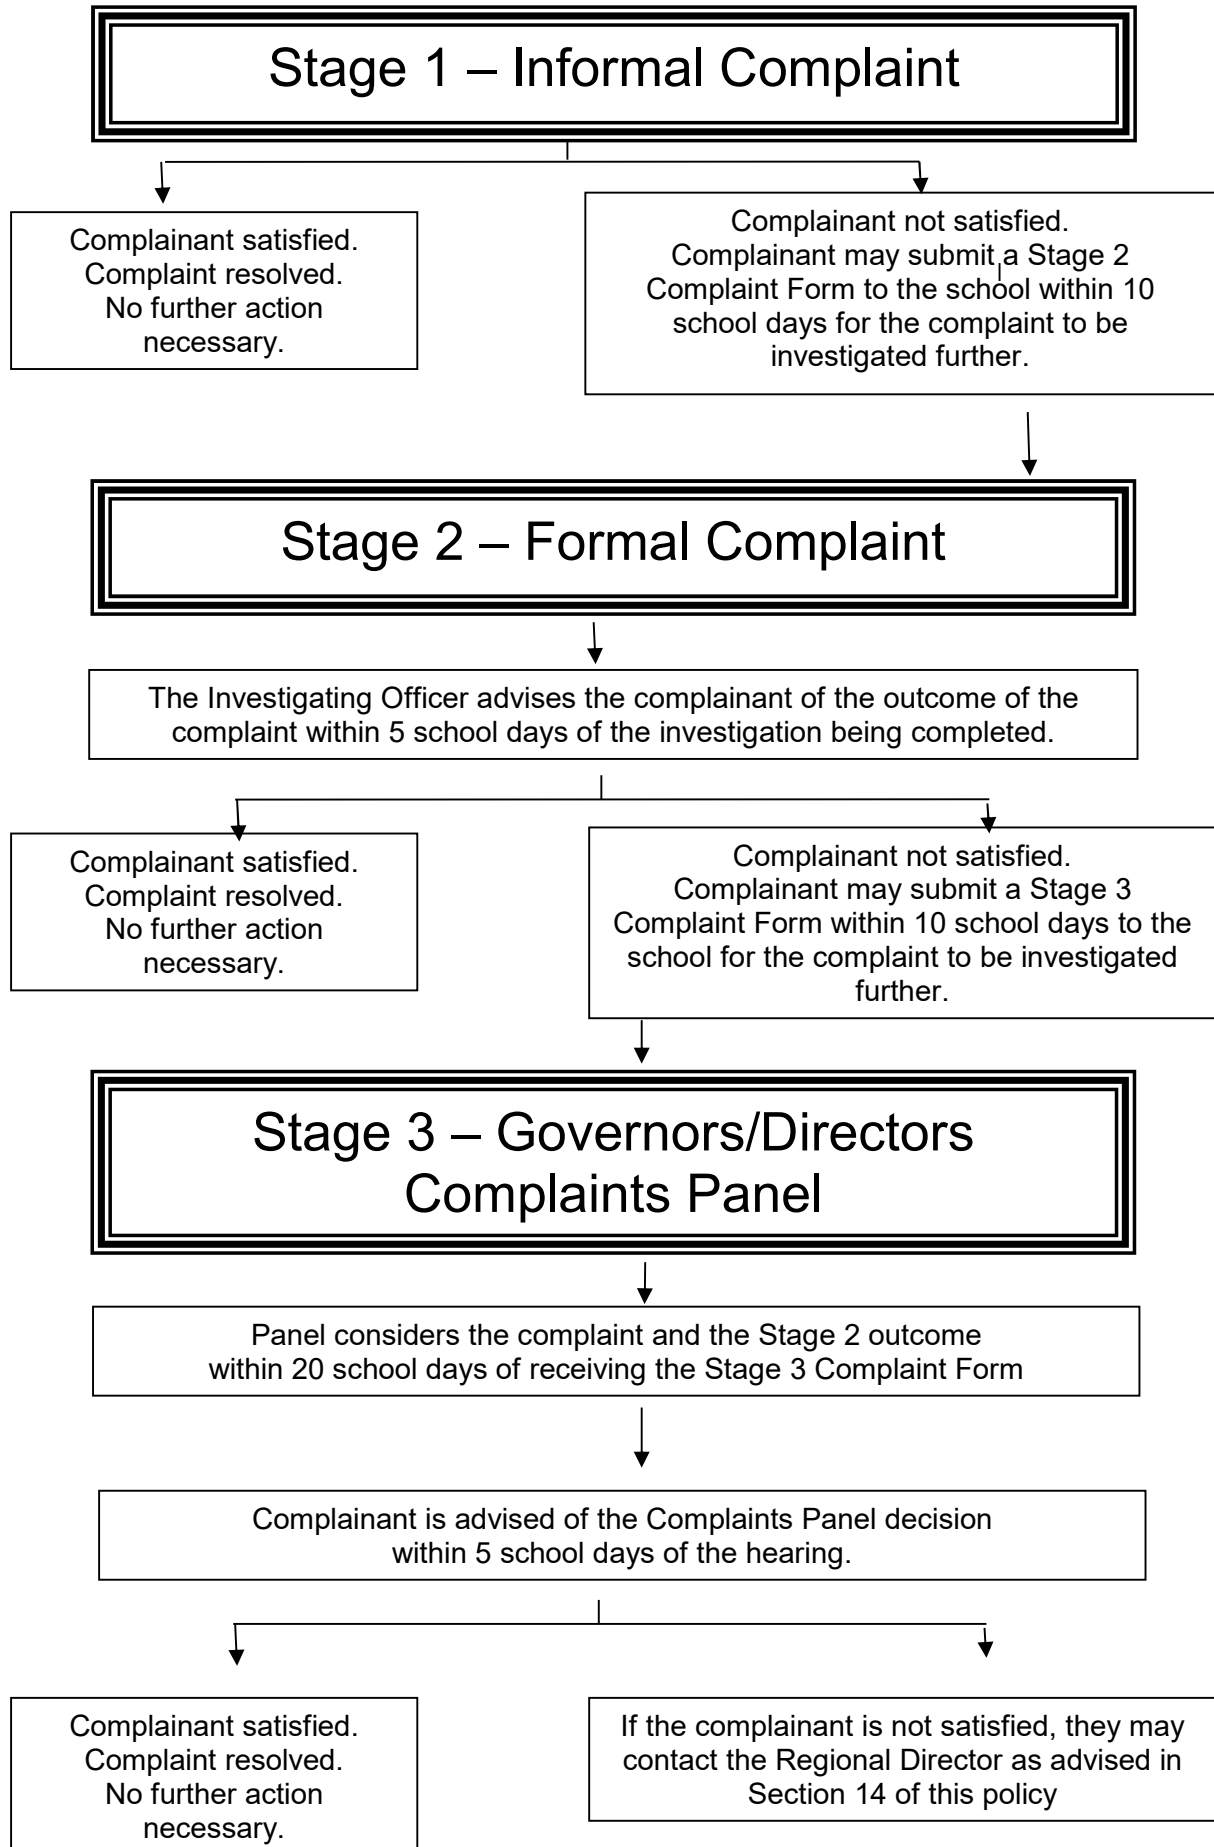 Stage 1 – Informal Complaint
Complainant satisfied.
Complaint resolved.
No further action
necessary.
Complainant not satisfied.
Complainant may submit a Stage 2
Complaint Form to the school within 10
school days for the complaint to be
investigated further.
Stage 2 – Formal Complaint
The Investigating Officer advises the complainant of the outcome of the
complaint within 5 school days of the investigation being completed.
Complainant satisfied.
Complaint resolved.
No further action
necessary.
Complainant not satisfied.
Complainant may submit a Stage 3
Complaint Form within 10 school days to the
school for the complaint to be investigated
further.
Stage 3 – Governors/Directors
Complaints Panel
Panel considers the complaint and the Stage 2 outcome
within 20 school days of receiving the Stage 3 Complaint Form
Complainant is advised of the Complaints Panel decision
within 5 school days of the hearing.
Complainant satisfied.
Complaint resolved.
No further action
necessary.
If the complainant is not satisfied, they may
contact the Regional Director as advised in
Section 14 of this policy